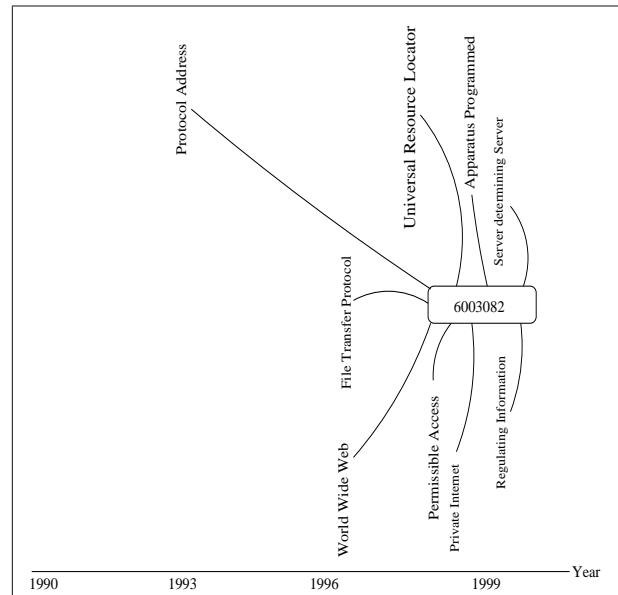 Protocol Address
Universal Resource Locator
Apparatus Programmed
Server determining Server
File Transfer Protocol
6003082
World Wide Web
Permissible Access
Private Internet
Regulating Information
Year
1990
1993
1996
1999